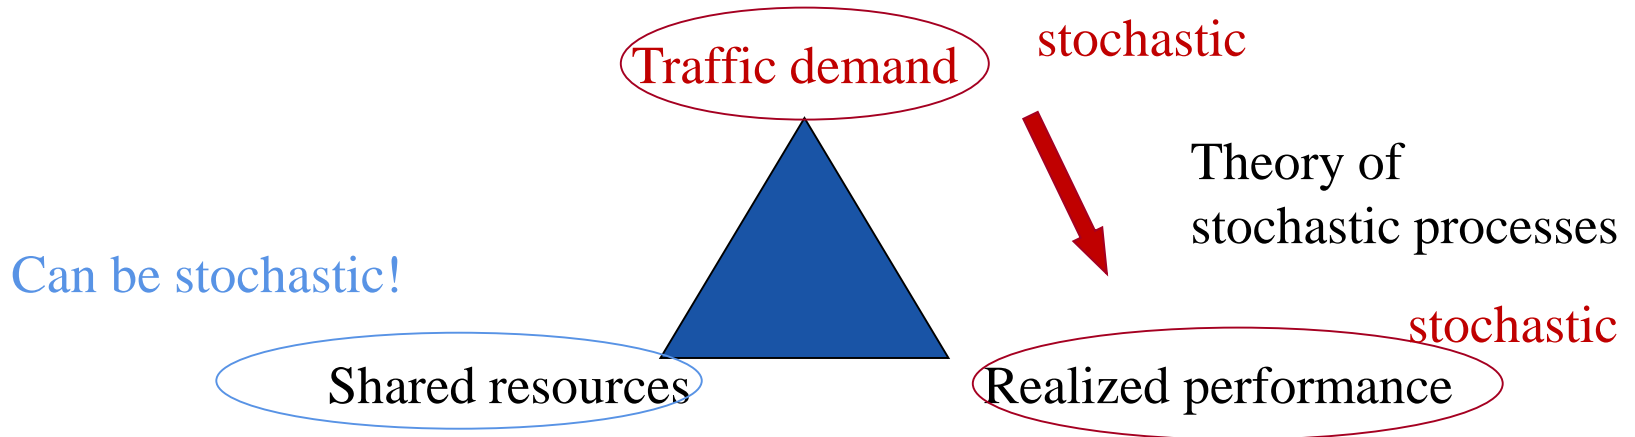 Traffic demand
stochastic
Theory of
stochastic processes
Can be stochastic!
stochastic
Shared resources
Realized performance